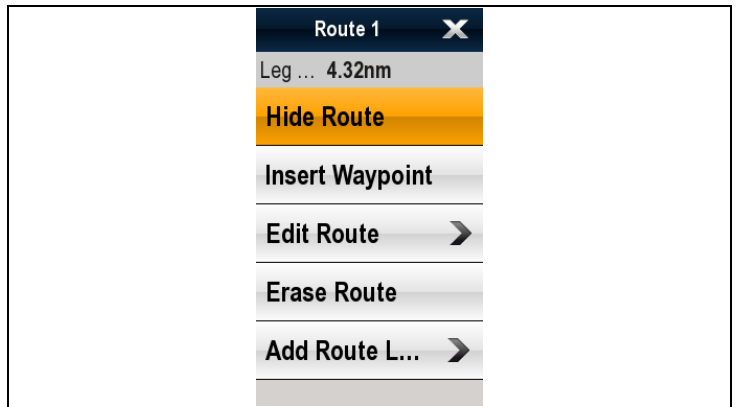 Route 1
Leg … 4.32nm
Hide Route
Insert Waypoint
Edit Route
Erase Route
Add Route L…